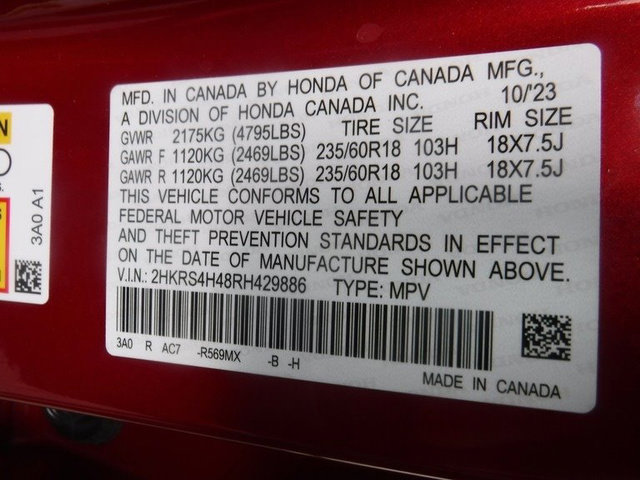 MFD. IN CANADA BY HONDA OF CANADA MFG.,
A DIVISION OF HONDA CANADA INC. 10/'23
GVWR 2175KG (4795LBS) TIRE SIZE RIM SIZE
GAWR F 1120KG (2469LBS) 235/60R18 103H 18X7.5J
GAWR R 1120KG (2469LBS) 235/60R18 103H 18X7.5J
THIS VEHICLE CONFORMS TO ALL APPLICABLE
FEDERAL MOTOR VEHICLE SAFETY
AND THEFT PREVENTION STANDARDS IN EFFECT
ON THE DATE OF MANUFACTURE SHOWN ABOVE.
V.I.N.: 2HKRS4H48RH429886 TYPE: MPV
3A0 R AC7 -R569MX -B -H
MADE IN CANADA
3A0 A1